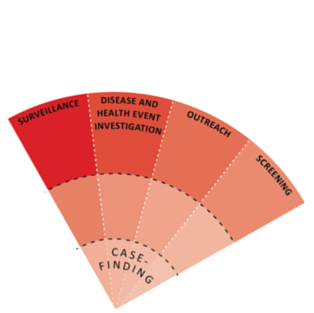 SURVEILLANCE
DISEASE AND
HEALTH EVENT
INVESTIGATION
OUTREACH
SCREENING
CASE-
FINDING